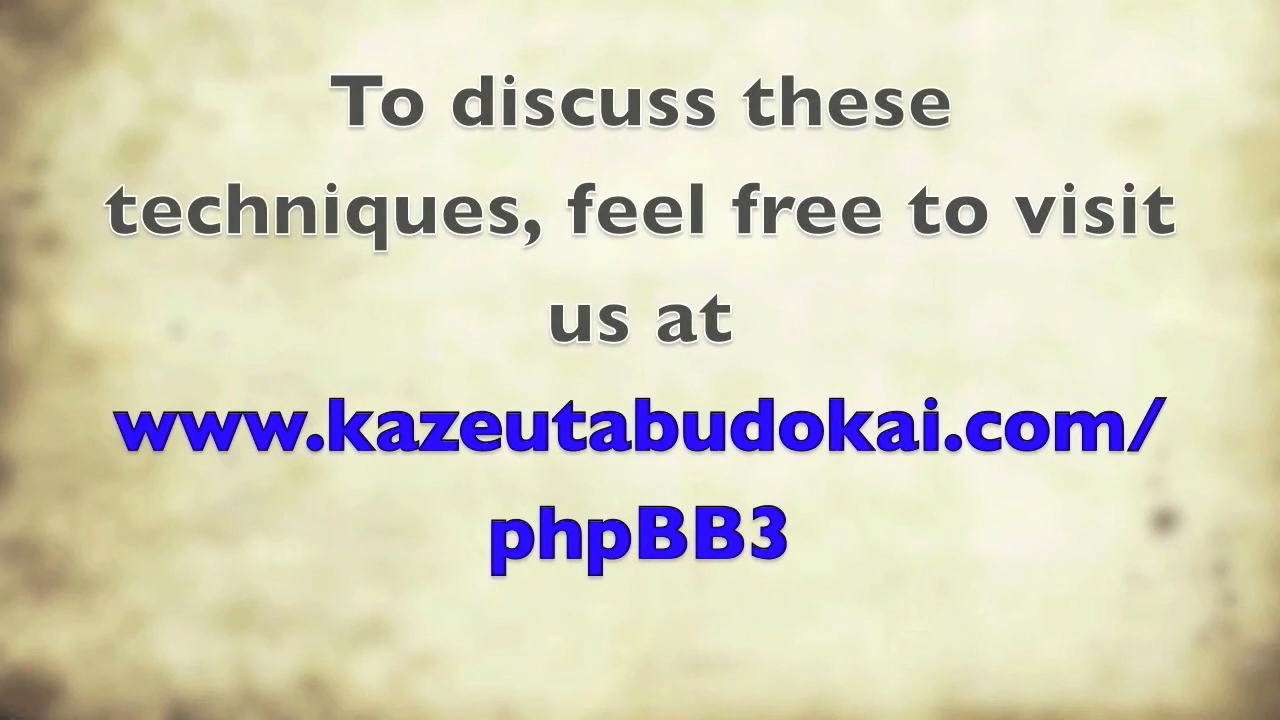 To discuss these
techniques, feel free to visit
us at
www.kazeutabudokai.com/
phpBB3